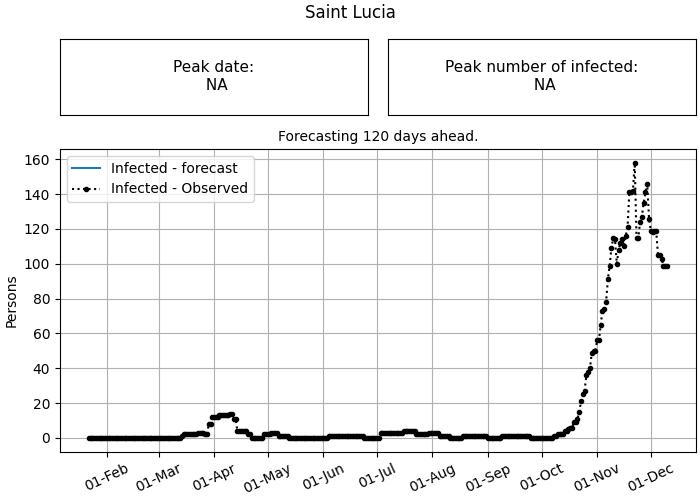 Saint Lucia
Peak date:
NA
Peak number of infected:
NA
Forecasting 120 days ahead.
Infected - forecast
Infected - Observed
160
140
120
100
80
60
40
20
0
Persons
01-Feb
01-Mar
01-Apr
01-May
01-Jun
01-Jul
01-Aug
01-Sep
01-Oct
01-Nov
01-Dec